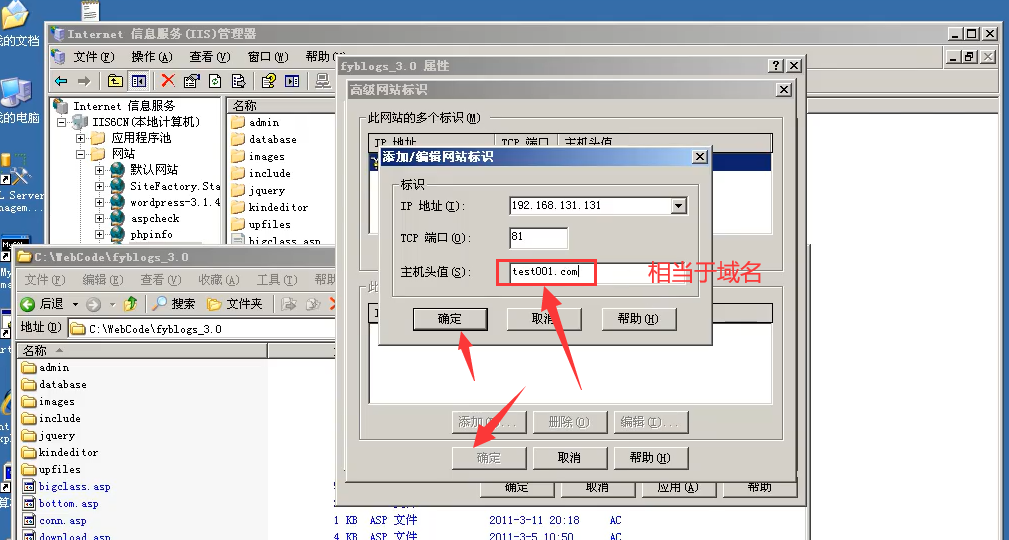 的文档
Internet 信息服务(IIS)管理器
文件(F) 操作(A) 查看(V) 窗口(W) 帮助(
的电脑
Internet 信息服务
IIS6CN(本地计算机)
应用程序池
网站
默认网站
SiteFactory.Sta
wordpress-3.1.4
aspcheck
phpinfo
L Server
nagem...
名称
admin
database
images
include
jquery
kindeditor
upfiles
bigclass.asp
fyblogs_3.0 属性
高级网站标识
此网站的多个标识(M)
IP 地址 TCP 端口 主机头值
添加/编辑网站标识
标识
IP 地址(I): 192.168.131.131
TCP 端口(O): 81
主机头值(S): test001.com
相当于域名
确定 取消 帮助(H)
添加 删除(O) 编辑(I)...
确定 取消 帮助(H)
确定 取消 应用(A) 帮助
C:\WebCode\fyblogs_3.0
文件(F) 编辑(E) 查看(V) 收藏(A) 工具(T) 帮助
后退 搜索 文件夹
地址(D) C:\WebCode\fyblogs_3.0
名称
admin
database
images
include
jquery
kindeditor
upfiles
bigclass.asp
bottom.asp
conn.asp
download.asp
1 KB ASP 文件 2011-3-11 20:18 AC
4 KB ASP 文件 2011-3-5 10:50 AC